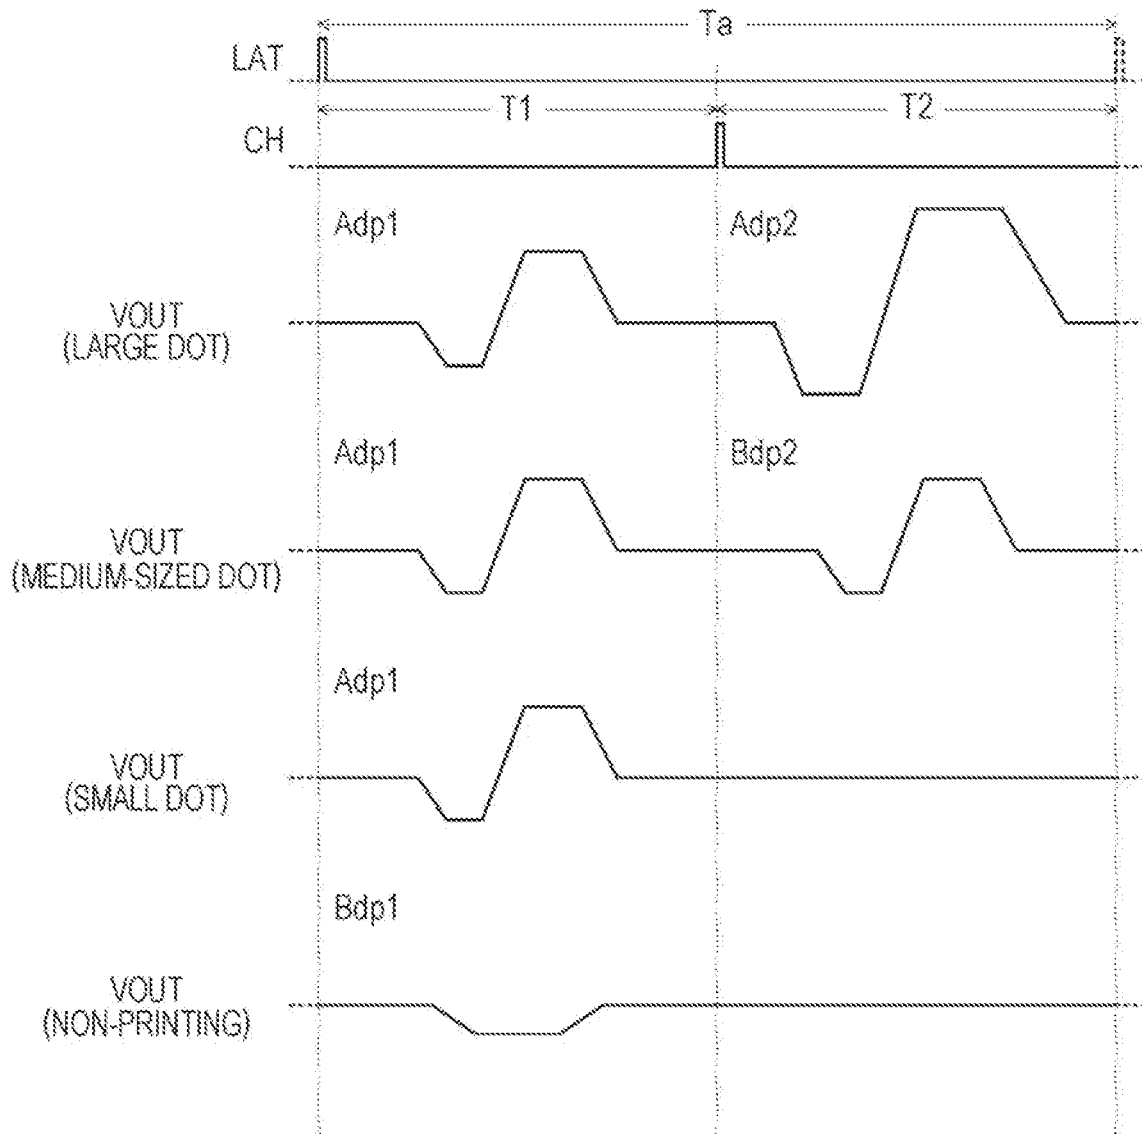 Ta
LAT
T1
T2
CH
Adp1
Adp2
VOUT
(LARGE DOT)
Adp1
Bdp2
VOUT
(MEDIUM-SIZED DOT)
Adp1
VOUT
(SMALL DOT)
Bdp1
VOUT
(NON-PRINTING)